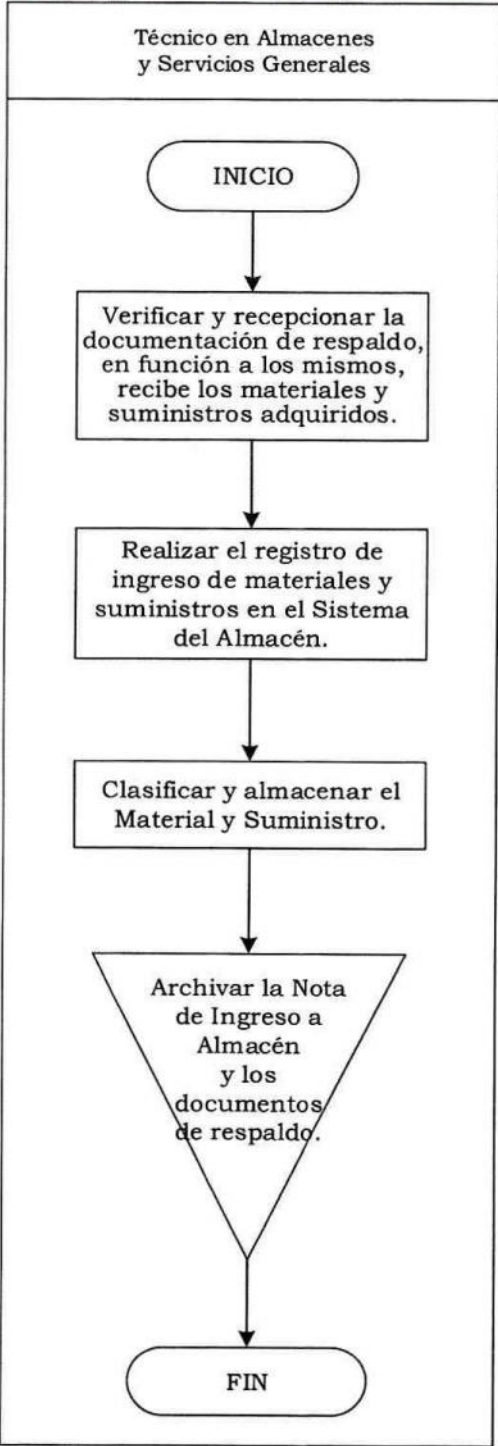 Técnico en Almacenes
y Servicios Generales
INICIO
Verificar y recepcionar la
documentación de respaldo,
en función a los mismos,
recibe los materiales y
suministros adquiridos.
Realizar el registro de
ingreso de materiales y
suministros en el Sistema
del Almacén.
Clasificar y almacenar el
Material y Suministro.
Archivar la Nota
de Ingreso a
Almacén
y los
documentos
de respaldo.
FIN